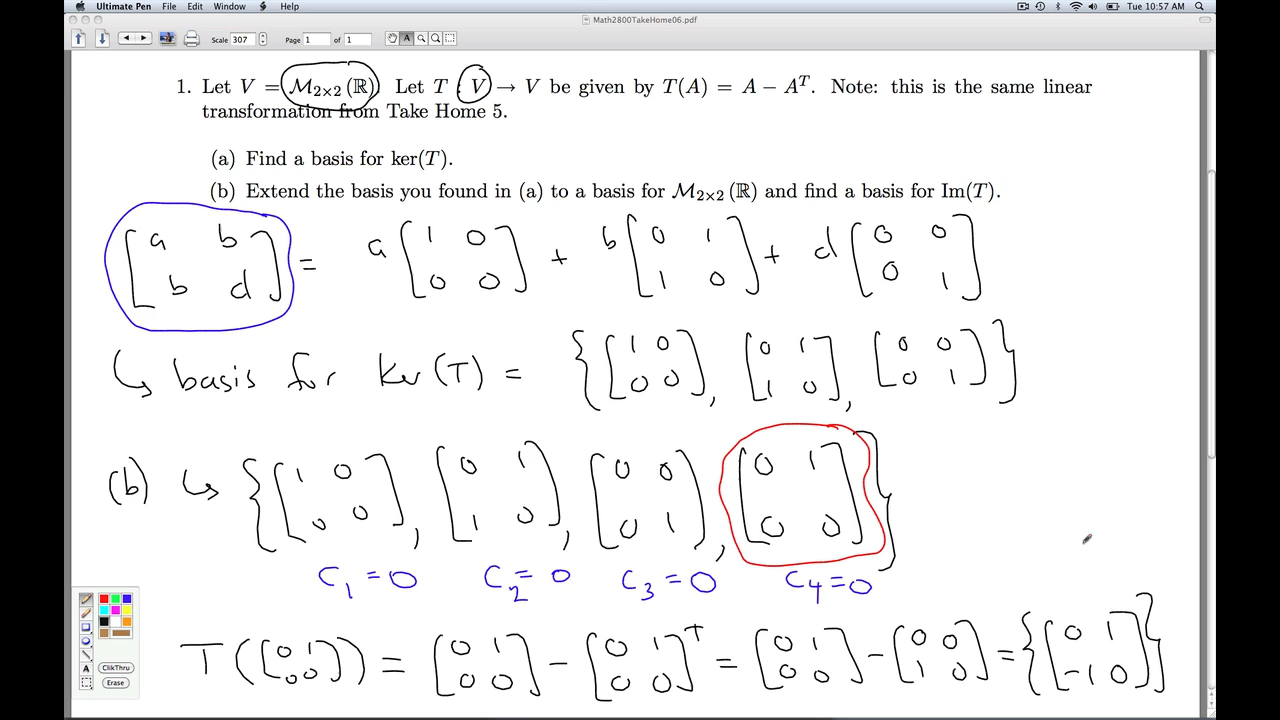 Ultimate Pen File Edit Window Help Tue 10:57 AM
Math2800TakeHome06.pdf
Scale 307 Page 1 of 1
1. Let V = M₂ₓ₂(ℝ) Let T : V → V be given by T(A) = A − Aᵀ. Note: this is the same linear
transformation from Take Home 5.
(a) Find a basis for ker(T).
(b) Extend the basis you found in (a) to a basis for M₂ₓ₂(ℝ) and find a basis for Im(T).
[a b; b d] = a [1 0; 0 0] + b [0 1; 1 0] + d [0 0; 0 1]
↳ basis for ker(T) = {[1 0; 0 0], [0 1; 1 0], [0 0; 0 1]}
(b) ↳ {[1 0; 0 0], [0 1; 1 0], [0 0; 0 1], [0 1; 0 0]}
C₁ = 0 C₂ = 0 C₃ = 0 C₄ = 0
T([0 1; 0 0]) = [0 1; 0 0] − [0 1; 0 0]ᵀ = [0 1; 0 0] − [0 0; 1 0] = {[0 1; −1 0]}
A
ClikThru
Erase